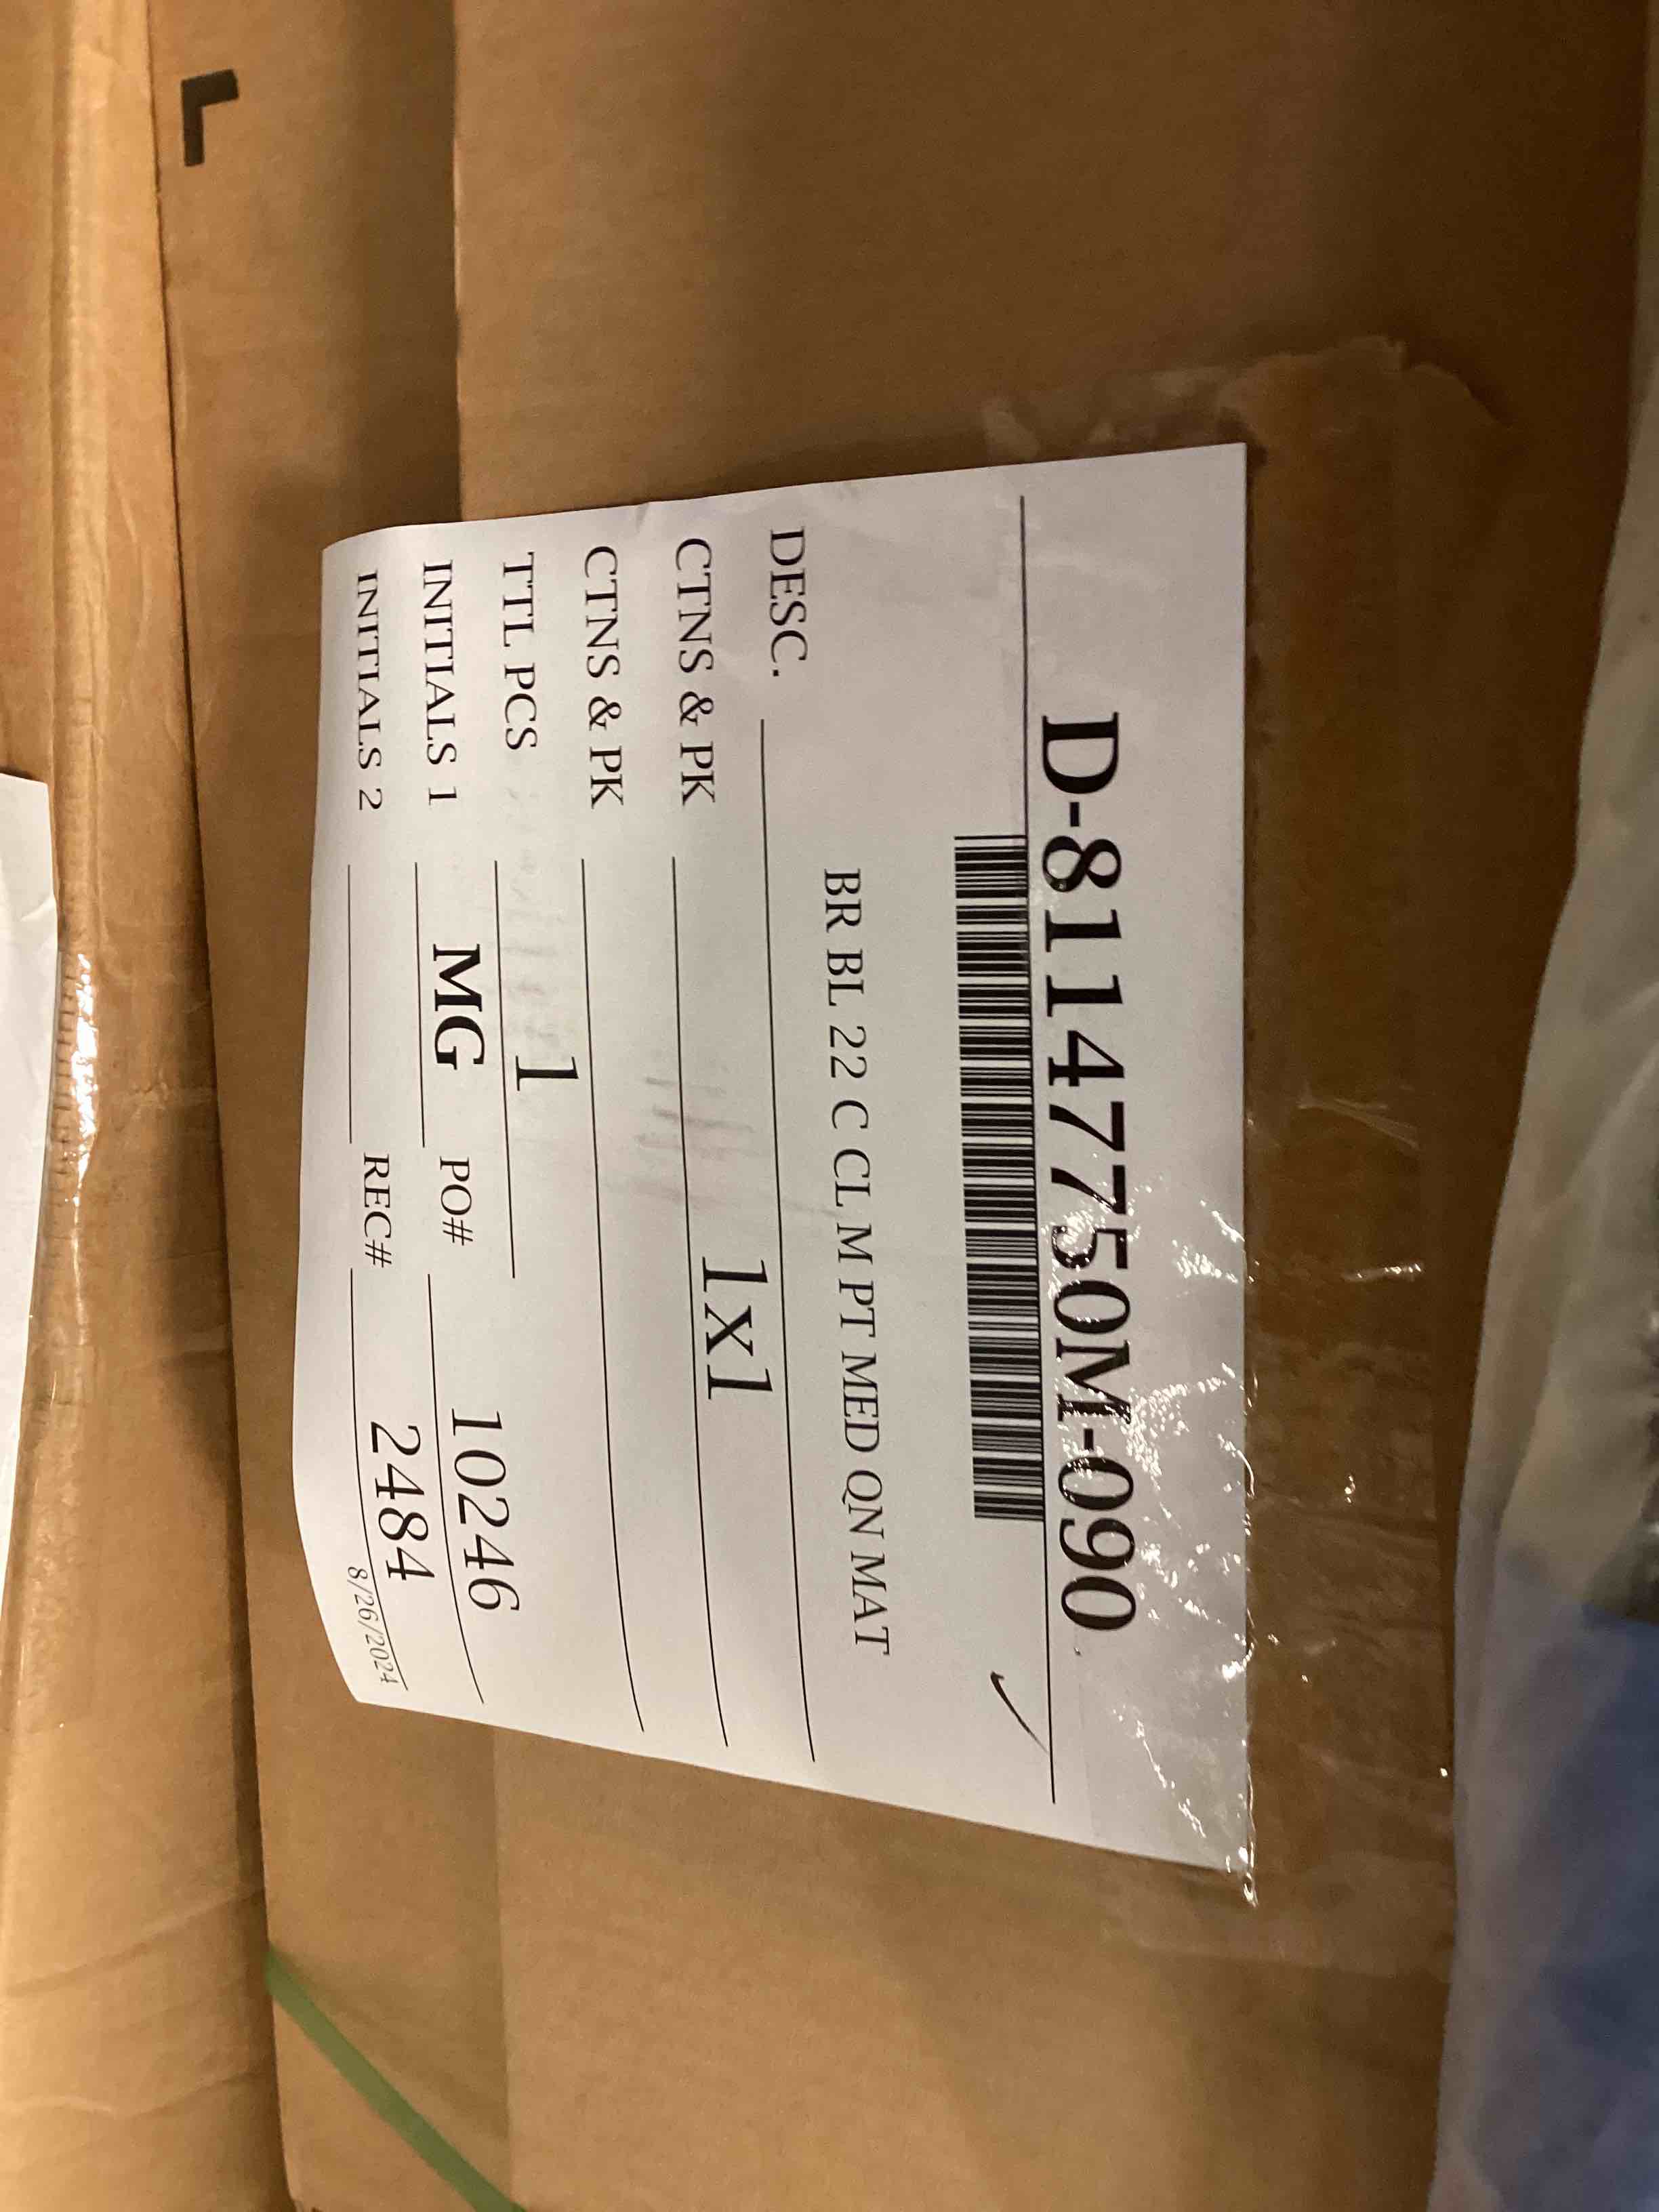 D-81147750M-090
DESC. BR BL 22 C CL M PT MED QN MAT
CTNS & PK 1x1
CTNS & PK
TTL PCS 1
INITIALS 1 MG PO# 10246
INITIALS 2 REC# 2484
8/26/2024